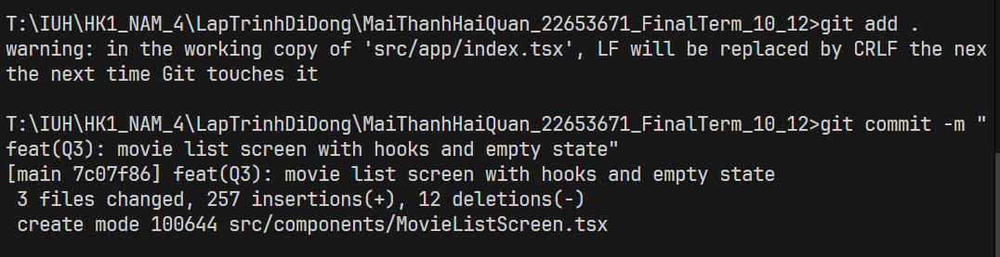 T:\IUH\HK1_NAM_4\LapTrinhDiDong\MaiThanhHaiQuan_22653671_FinalTerm_10_12>git add .
warning: in the working copy of 'src/app/index.tsx', LF will be replaced by CRLF the nex
the next time Git touches it
T:\IUH\HK1_NAM_4\LapTrinhDiDong\MaiThanhHaiQuan_22653671_FinalTerm_10_12>git commit -m "
feat(Q3): movie list screen with hooks and empty state"
[main 7c07f86] feat(Q3): movie list screen with hooks and empty state
 3 files changed, 257 insertions(+), 12 deletions(-)
 create mode 100644 src/components/MovieListScreen.tsx